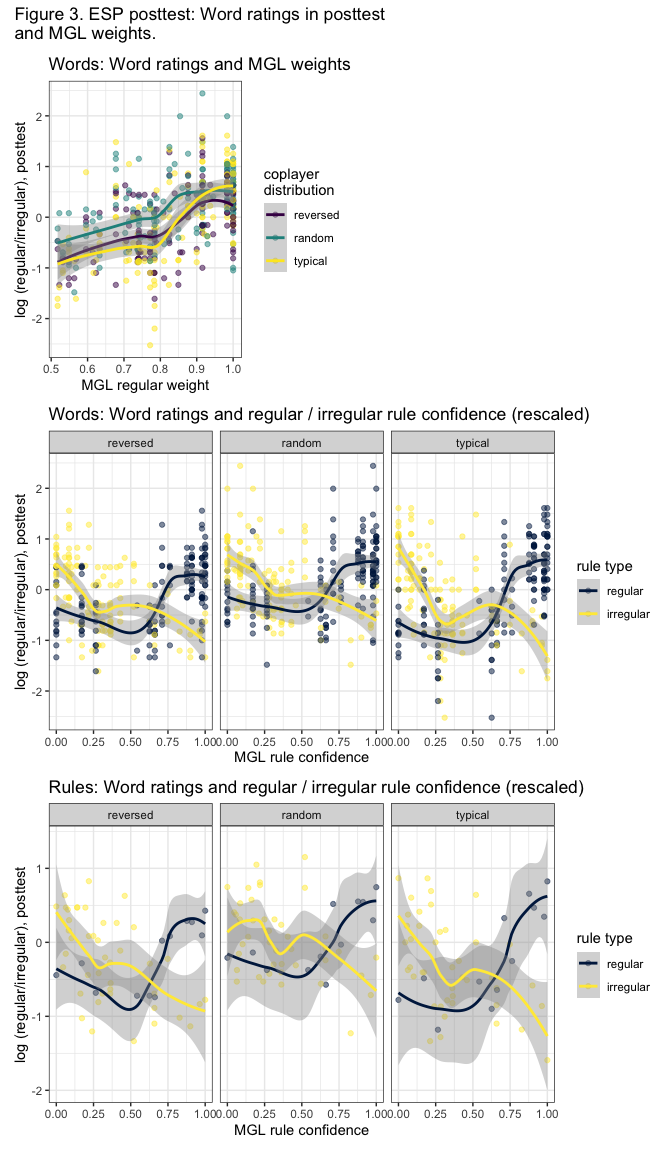 Figure 3. ESP posttest: Word ratings in posttest
and MGL weights.
Words: Word ratings and MGL weights
log (regular/irregular), posttest
2
1
0
-1
-2
0.5 0.6 0.7 0.8 0.9 1.0
MGL regular weight
coplayer
distribution
reversed
random
typical
Words: Word ratings and regular / irregular rule confidence (rescaled)
reversed random typical
log (regular/irregular), posttest
2
1
0
-1
-2
0.00 0.25 0.50 0.75 1.00 0.00 0.25 0.50 0.75 1.00 0.00 0.25 0.50 0.75 1.00
MGL rule confidence
rule type
regular
irregular
Rules: Word ratings and regular / irregular rule confidence (rescaled)
reversed random typical
log (regular/irregular), posttest
1
0
-1
-2
0.00 0.25 0.50 0.75 1.00 0.00 0.25 0.50 0.75 1.00 0.00 0.25 0.50 0.75 1.00
MGL rule confidence
rule type
regular
irregular